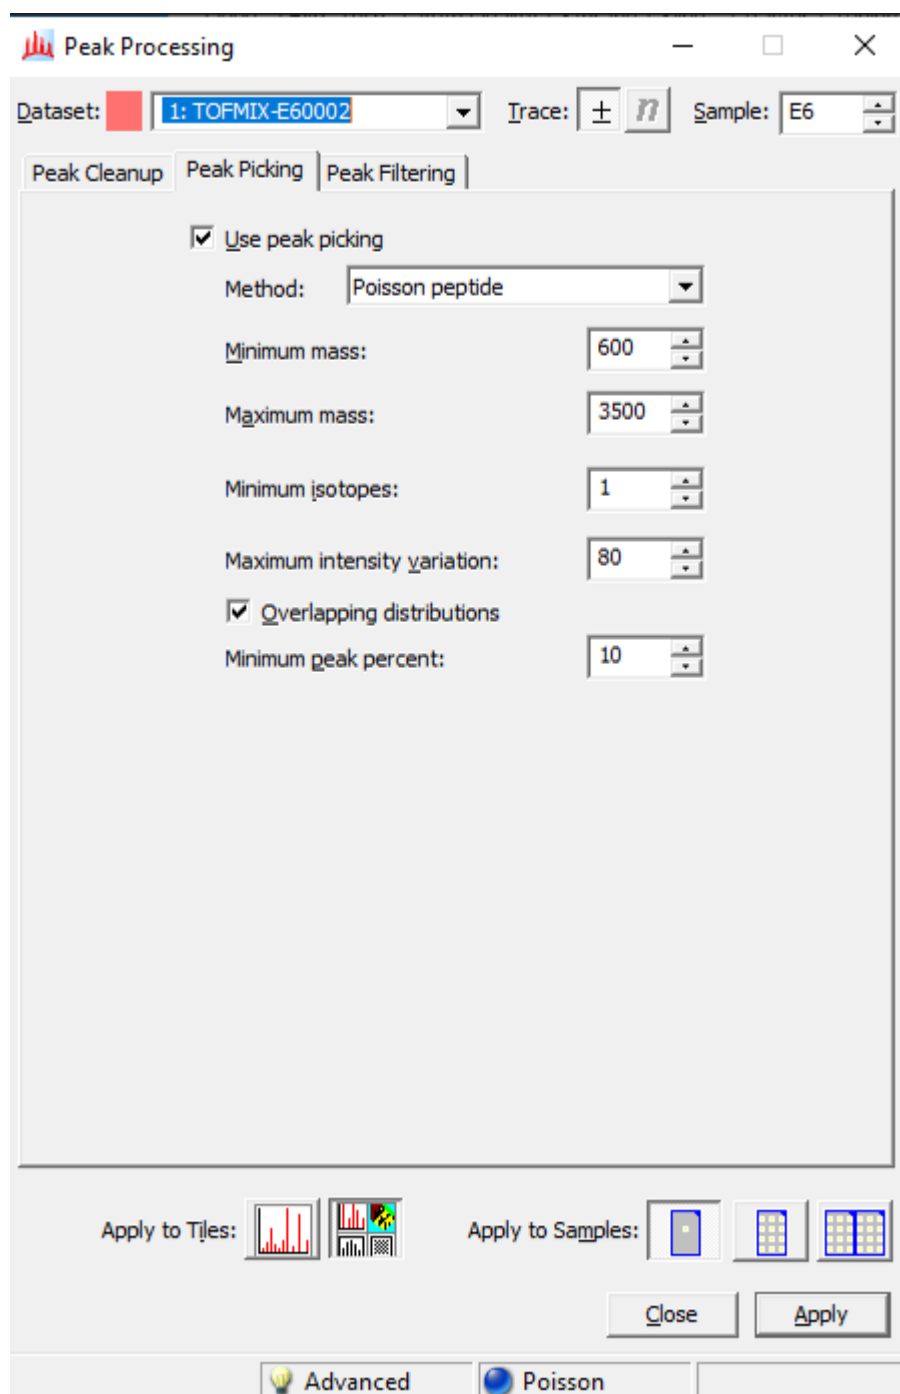 Peak Processing
Dataset: 1: TOFMIX-E60002 Trace: ± n Sample: E6
Peak Cleanup Peak Picking Peak Filtering
Use peak picking
Method: Poisson peptide
Minimum mass: 600
Maximum mass: 3500
Minimum isotopes: 1
Maximum intensity variation: 80
Overlapping distributions
Minimum peak percent: 10
Apply to Tiles: Apply to Samples:
Close Apply
Advanced Poisson